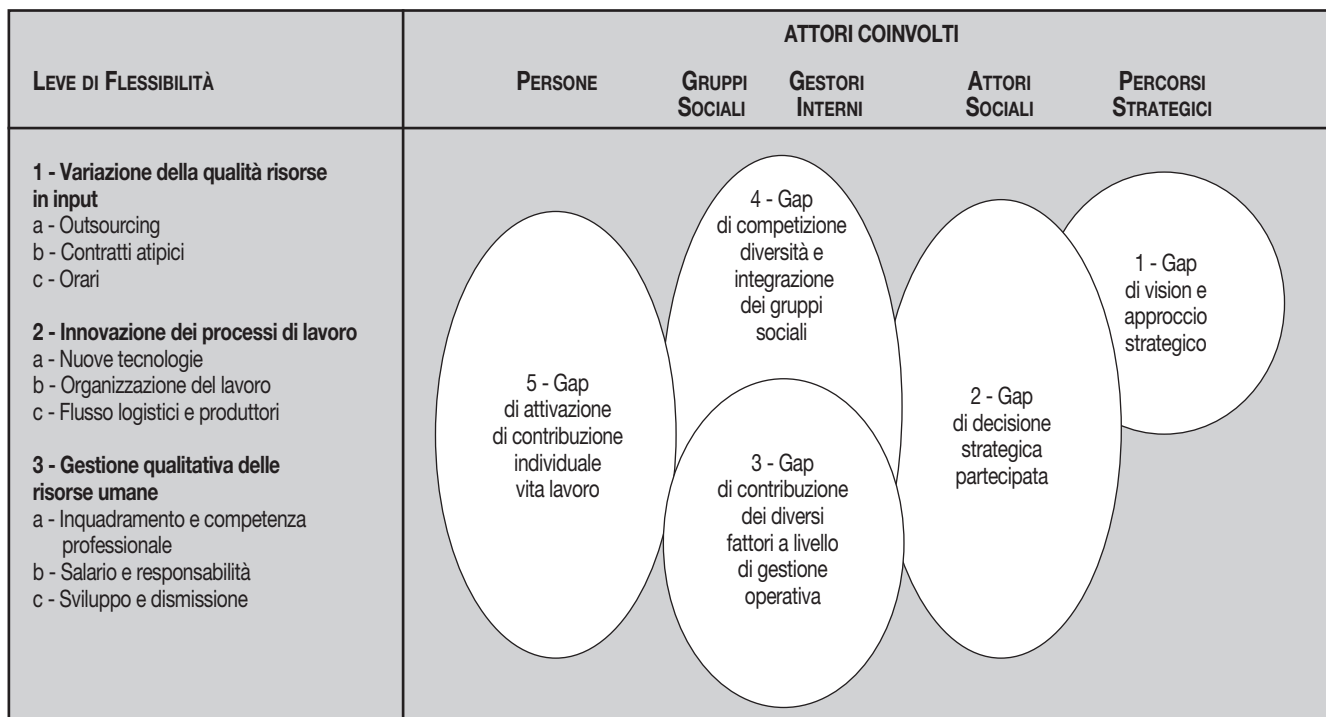 ATTORI COINVOLTI
LEVE DI FLESSIBILITÀ
PERSONE
GRUPPI
SOCIALI
GESTORI
INTERNI
ATTORI
SOCIALI
PERCORSI
STRATEGICI
1 - Variazione della qualità risorse
in input
a - Outsourcing
b - Contratti atipici
c - Orari
2 - Innovazione dei processi di lavoro
a - Nuove tecnologie
b - Organizzazione del lavoro
c - Flusso logistici e produttori
3 - Gestione qualitativa delle
risorse umane
a - Inquadramento e competenza
professionale
b - Salario e responsabilità
c - Sviluppo e dismissione
5 - Gap
di attivazione
di contribuzione
individuale
vita lavoro
4 - Gap
di competizione
diversità e
integrazione
dei gruppi
sociali
3 - Gap
di contribuzione
dei diversi
fattori a livello
di gestione
operativa
2 - Gap
di decisione
strategica
partecipata
1 - Gap
di vision e
approccio
strategico